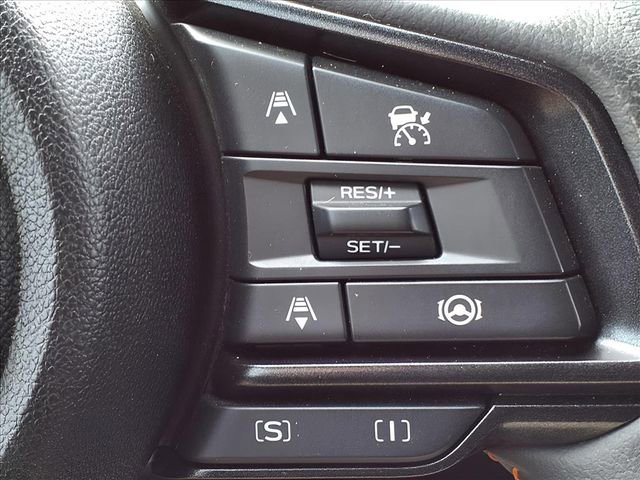 RES/+
SET/−
[S] [I]